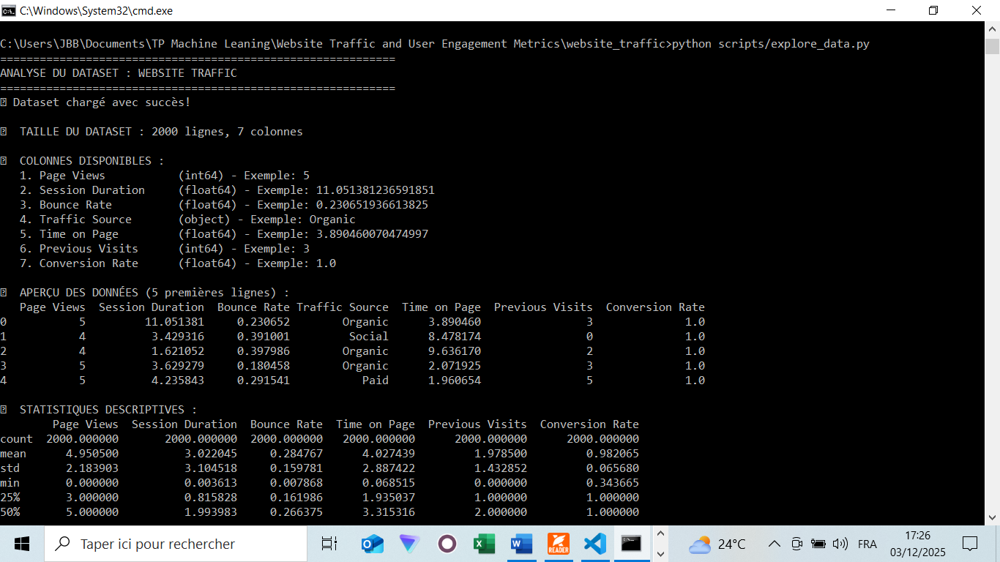 C:\Windows\System32\cmd.exe
C:\Users\JBB\Documents\TP Machine Leaning\Website Traffic and User Engagement Metrics\website_traffic>python scripts/explore_data.py
============================================================
ANALYSE DU DATASET : WEBSITE TRAFFIC
============================================================
Dataset chargé avec succès!
TAILLE DU DATASET : 2000 lignes, 7 colonnes
COLONNES DISPONIBLES :
1. Page Views (int64) - Exemple: 5
2. Session Duration (float64) - Exemple: 11.051381236591851
3. Bounce Rate (float64) - Exemple: 0.230651936613825
4. Traffic Source (object) - Exemple: Organic
5. Time on Page (float64) - Exemple: 3.890460070474997
6. Previous Visits (int64) - Exemple: 3
7. Conversion Rate (float64) - Exemple: 1.0
APERÇU DES DONNÉES (5 premières lignes) :
Page Views Session Duration Bounce Rate Traffic Source Time on Page Previous Visits Conversion Rate
0 5 11.051381 0.230652 Organic 3.890460 3 1.0
1 4 3.429316 0.391001 Social 8.478174 0 1.0
2 4 1.621052 0.397986 Organic 9.636170 2 1.0
3 5 3.629279 0.180458 Organic 2.071925 3 1.0
4 5 4.235843 0.291541 Paid 1.960654 5 1.0
STATISTIQUES DESCRIPTIVES :
Page Views Session Duration Bounce Rate Time on Page Previous Visits Conversion Rate
count 2000.000000 2000.000000 2000.000000 2000.000000 2000.000000 2000.000000
mean 4.950500 3.022045 0.284767 4.027439 1.978500 0.982065
std 2.183903 3.104518 0.159781 2.887422 1.432852 0.065680
min 0.000000 0.003613 0.007868 0.068515 0.000000 0.343665
25% 3.000000 0.815828 0.161986 1.935037 1.000000 1.000000
50% 5.000000 1.993983 0.266375 3.315316 2.000000 1.000000
Taper ici pour rechercher
READER
24°C
FRA
17:26
03/12/2025